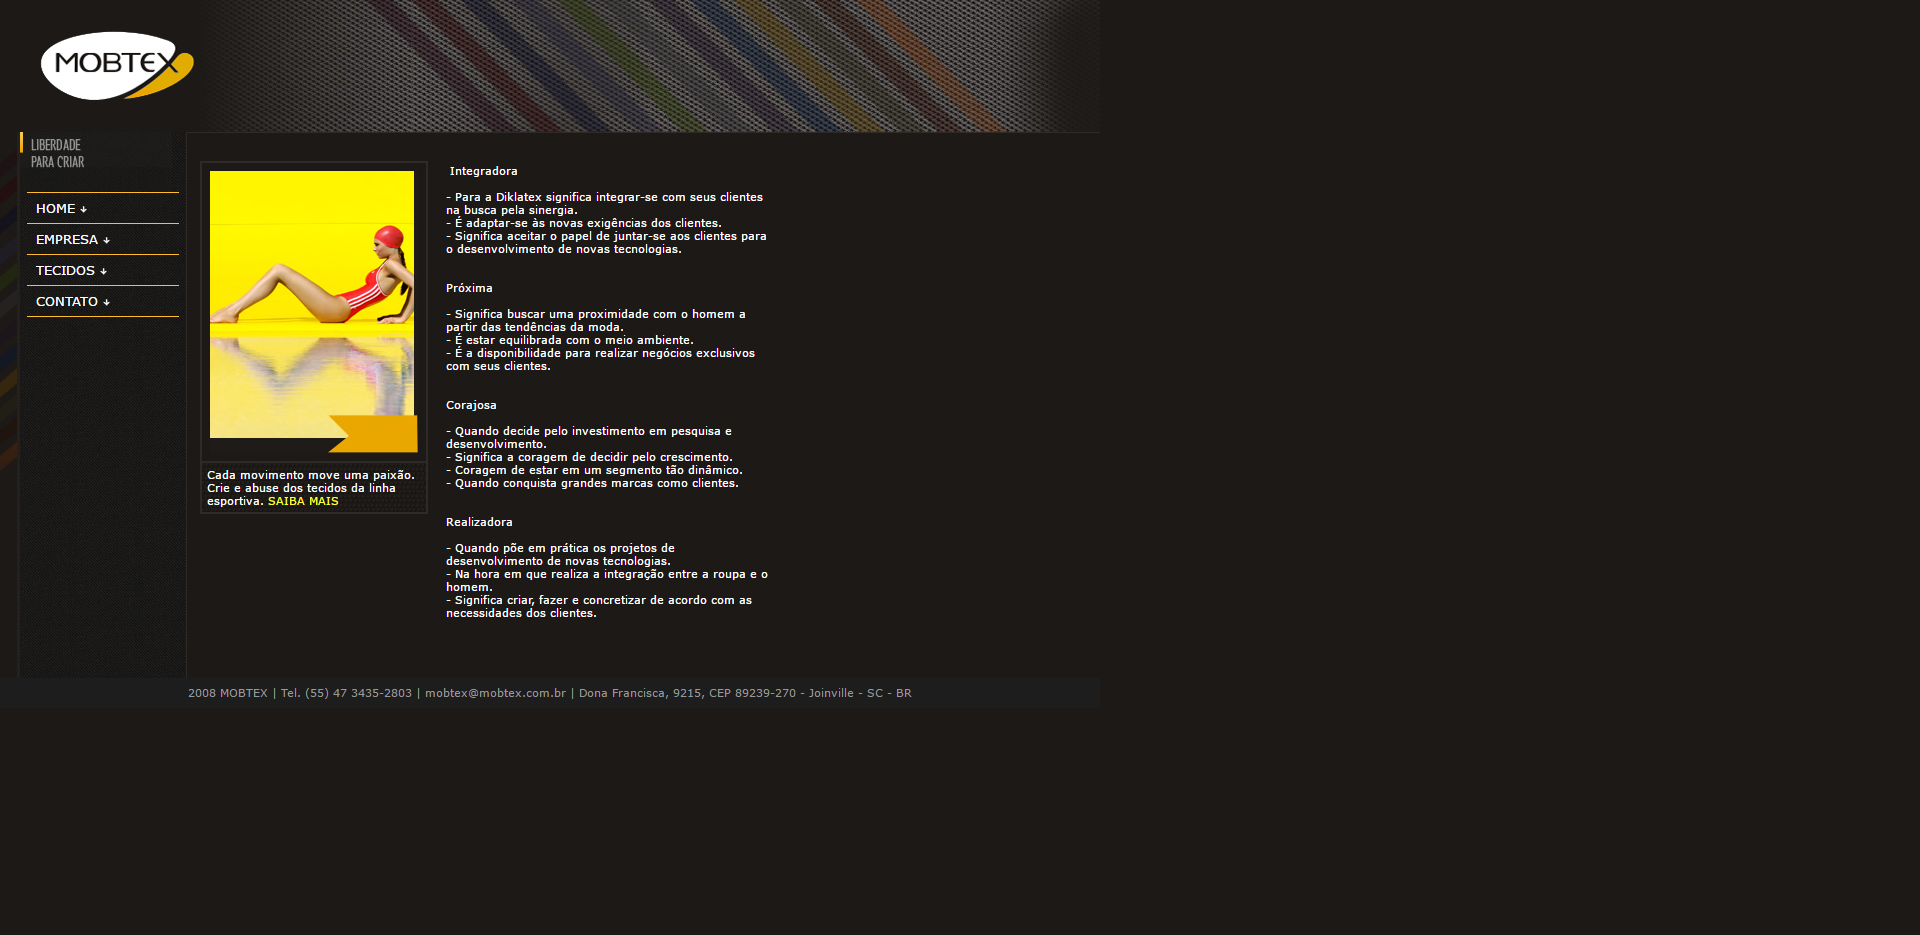 MOBTEX
LIBERDADE
PARA CRIAR
HOME
EMPRESA
TECIDOS
CONTATO
Cada movimento move uma paixão.
Crie e abuse dos tecidos da linha
esportiva. SAIBA MAIS
Integradora
- Para a Diklatex significa integrar-se com seus clientes
na busca pela sinergia.
- É adaptar-se às novas exigências dos clientes.
- Significa aceitar o papel de juntar-se aos clientes para
o desenvolvimento de novas tecnologias.
Próxima
- Significa buscar uma proximidade com o homem a
partir das tendências da moda.
- É estar equilibrada com o meio ambiente.
- É a disponibilidade para realizar negócios exclusivos
com seus clientes.
Corajosa
- Quando decide pelo investimento em pesquisa e
desenvolvimento.
- Significa a coragem de decidir pelo crescimento.
- Coragem de estar em um segmento tão dinâmico.
- Quando conquista grandes marcas como clientes.
Realizadora
- Quando põe em prática os projetos de
desenvolvimento de novas tecnologias.
- Na hora em que realiza a integração entre a roupa e o
homem.
- Significa criar, fazer e concretizar de acordo com as
necessidades dos clientes.
2008 MOBTEX | Tel. (55) 47 3435-2803 | mobtex@mobtex.com.br | Dona Francisca, 9215, CEP 89239-270 - Joinville - SC - BR